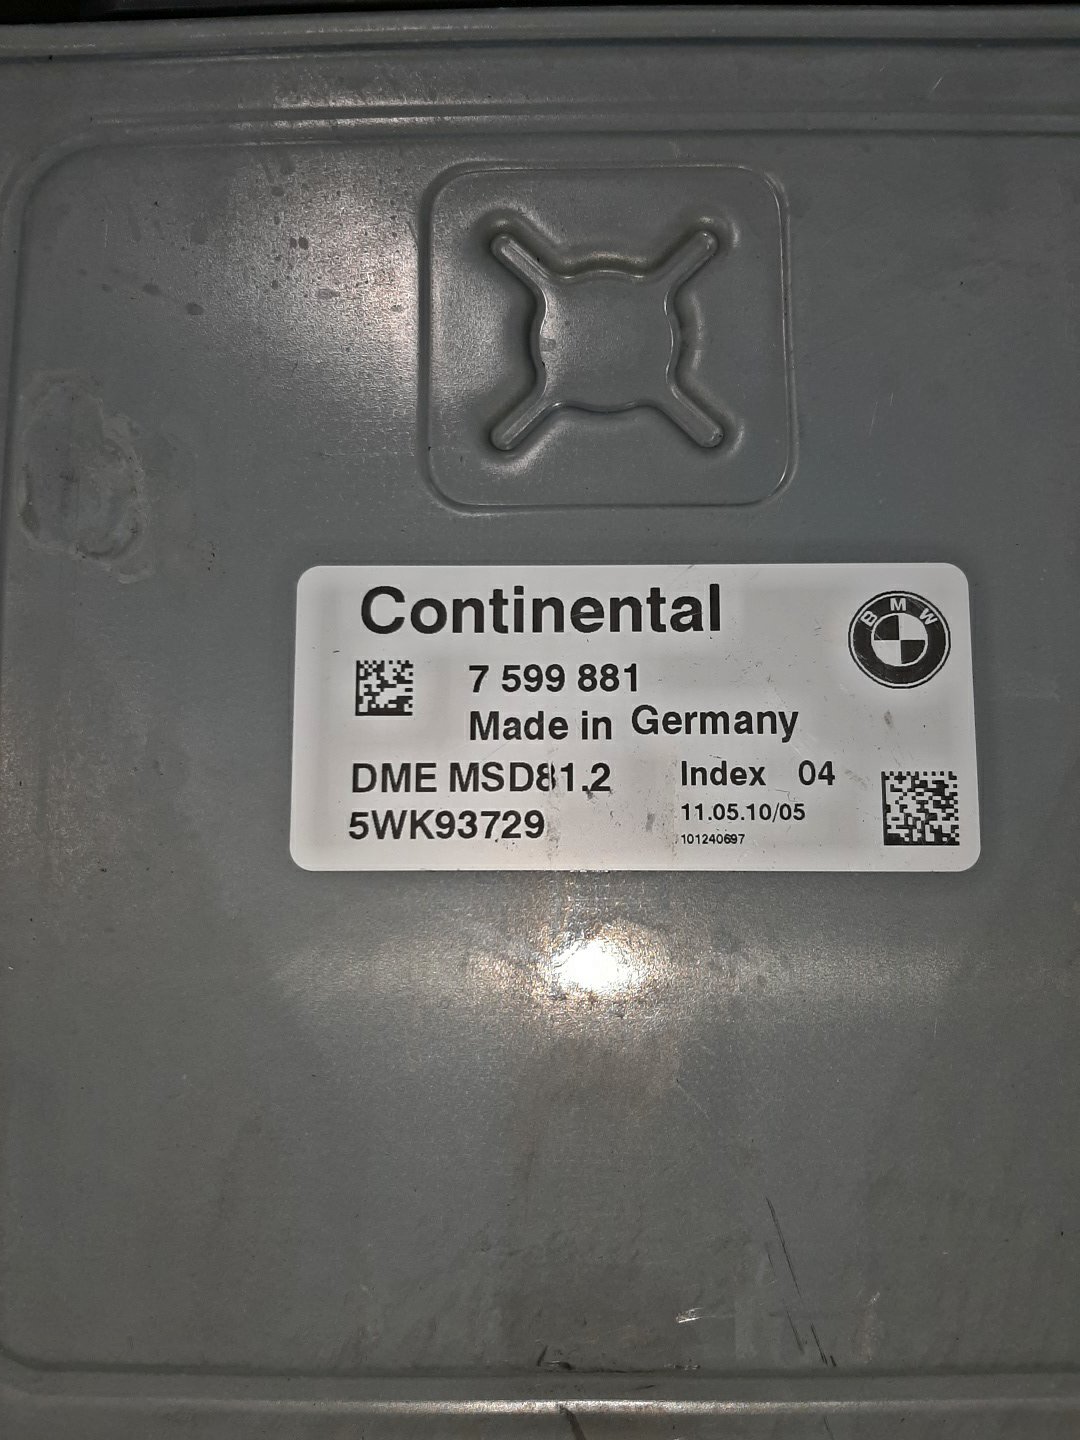 Continental
BMW
7 599 881
Made in Germany
DME MSD81.2 Index 04
5WK93729 11.05.10/05
101240697